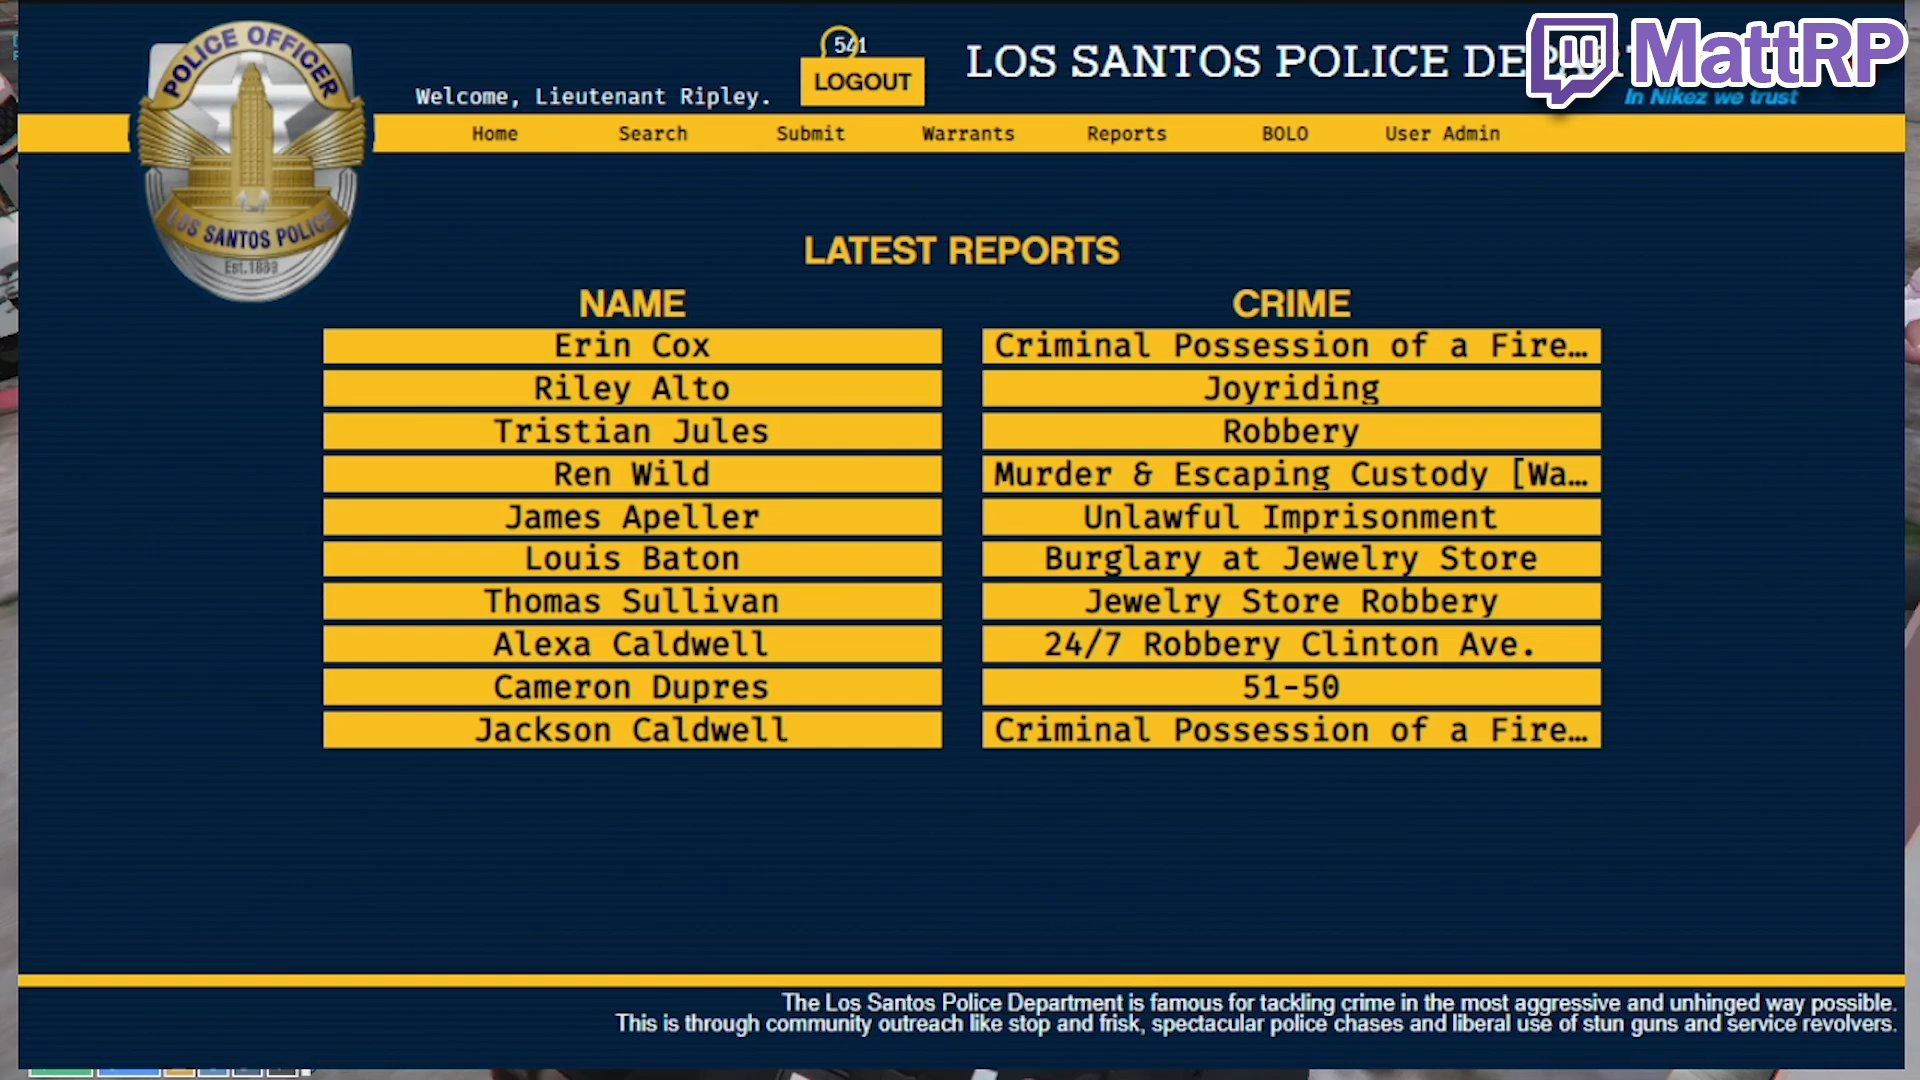 POLICE OFFICER
LOS SANTOS POLICE
Est.1889
Welcome, Lieutenant Ripley.
541
LOGOUT
LOS SANTOS POLICE
MattRP
In Nikez we trust
Home Search Submit Warrants Reports BOLO User Admin
LATEST REPORTS
NAME CRIME
Erin Cox Criminal Possession of a Fire…
Riley Alto Joyriding
Tristian Jules Robbery
Ren Wild Murder & Escaping Custody [Wa…
James Apeller Unlawful Imprisonment
Louis Baton Burglary at Jewelry Store
Thomas Sullivan Jewelry Store Robbery
Alexa Caldwell 24/7 Robbery Clinton Ave.
Cameron Dupres 51-50
Jackson Caldwell Criminal Possession of a Fire…
The Los Santos Police Department is famous for tackling crime in the most aggressive and unhinged way possible.
This is through community outreach like stop and frisk, spectacular police chases and liberal use of stun guns and service revolvers.